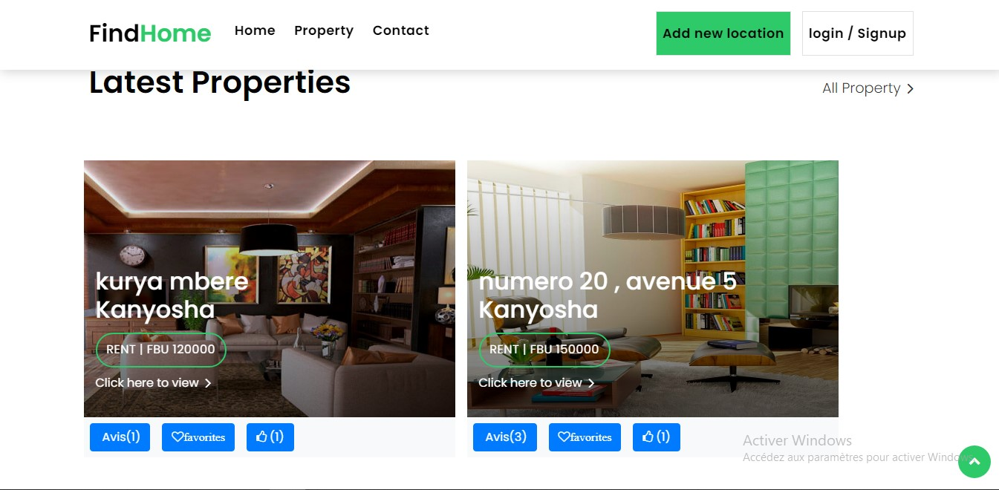 FindHome
Home Property Contact
Add new location
login / Signup
Latest Properties
All Property
kurya mbere
Kanyosha
RENT | FBU 120000
Click here to view
Avis(1) favorites (1)
numero 20 , avenue 5
Kanyosha
RENT | FBU 150000
Click here to view
Avis(3) favorites (1)
Activer Windows
Accédez aux paramètres pour activer Windows.